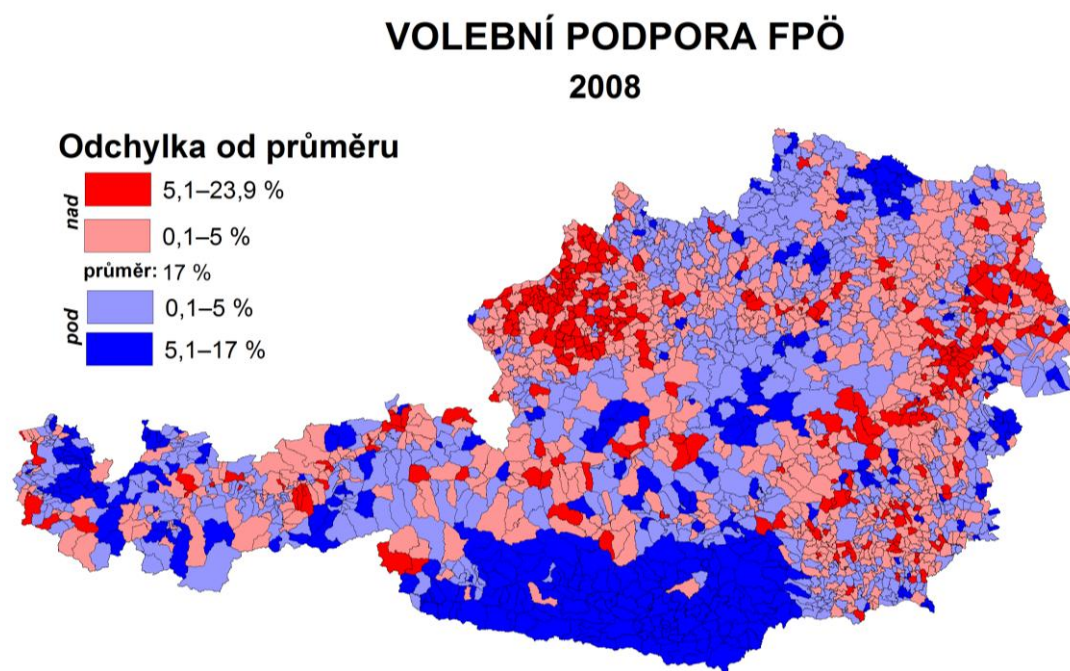 VOLEBNÍ PODPORA FPÖ
2008
Odchylka od průměru
nad
5,1–23,9 %
0,1–5 %
průměr: 17 %
pod
0,1–5 %
5,1–17 %